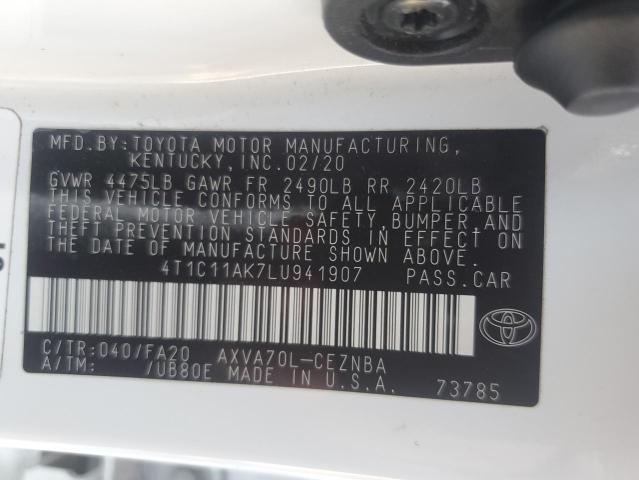 MFD.BY:TOYOTA MOTOR MANUFACTURING,
KENTUCKY,INC.02/20
GVWR 4475LB GAWR FR 2490LB RR 2420LB
THIS VEHICLE CONFORMS TO ALL APPLICABLE
FEDERAL MOTOR VEHICLE SAFETY,BUMPER,AND
THEFT PREVENTION STANDARDS IN EFFECT ON
THE DATE OF MANUFACTURE SHOWN ABOVE.
4T1C11AK7LU941907 PASS.CAR
C/TR:040/FA20 AXVA70L-CEZNBA
A/TM: /UB80E MADE IN U.S.A.
73785